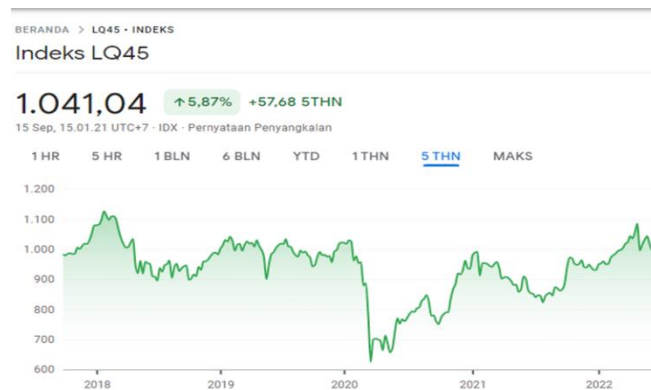 BERANDA > LQ45 • INDEKS
Indeks LQ45
1.041,04 ↑5,87% +57,68 5THN
15 Sep, 15.01.21 UTC+7 · IDX · Pernyataan Penyangkalan
1 HR 5 HR 1 BLN 6 BLN YTD 1 THN 5 THN MAKS
1.200
1.100
1.000
900
800
700
600
2018 2019 2020 2021 2022